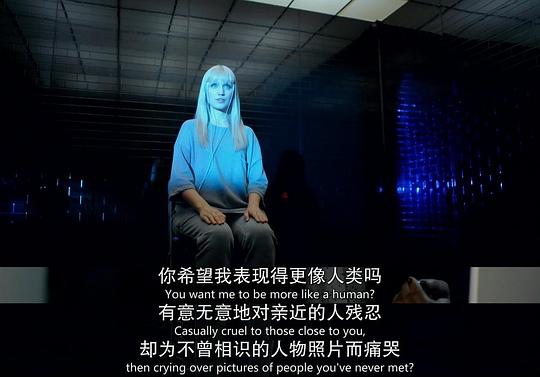 你希望我表现得更像人类吗
You want me to be more like a human?
有意无意地对亲近的人残忍
Casually cruel to those close to you,
却为不曾相识的人物照片而痛哭
then crying over pictures of people you've never met?